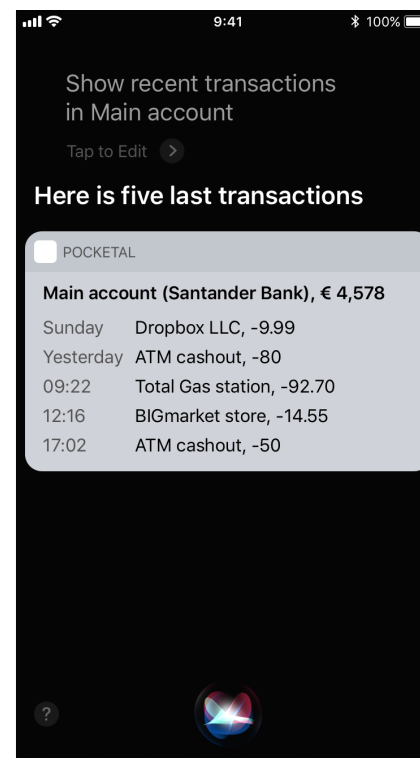 9:41
100%
Show recent transactions
in Main account
Tap to Edit
Here is five last transactions
POCKETAL
Main account (Santander Bank), € 4,578
Sunday Dropbox LLC, -9.99
Yesterday ATM cashout, -80
09:22 Total Gas station, -92.70
12:16 BIGmarket store, -14.55
17:02 ATM cashout, -50
?